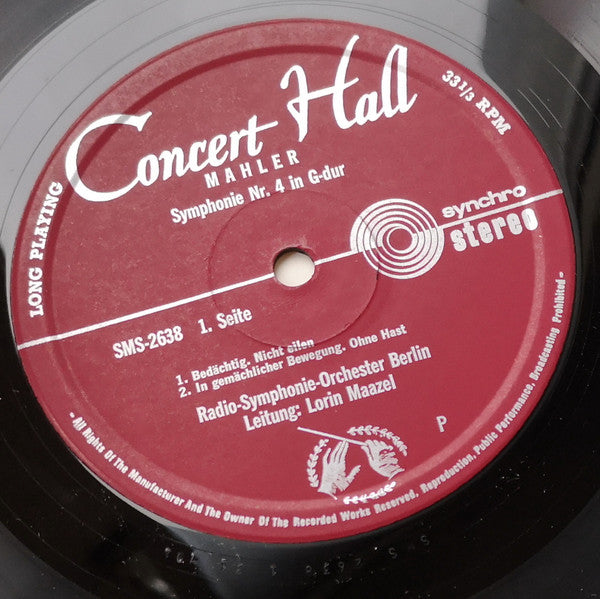 Concert Hall
LONG PLAYING
33 1/3 RPM
MAHLER
Symphonie Nr. 4 in G-dur
synchro
stereo
SMS-2638 1. Seite
1. Bedächtig. Nicht eilen
2. In gemächlicher Bewegung. Ohne Hast
Radio-Symphonie-Orchester Berlin
Leitung: Lorin Maazel
P
- All Rights Of The Manufacturer And The Owner Of The Recorded Works Reserved. Reproduction, Public Performance, Broadcasting Prohibited -